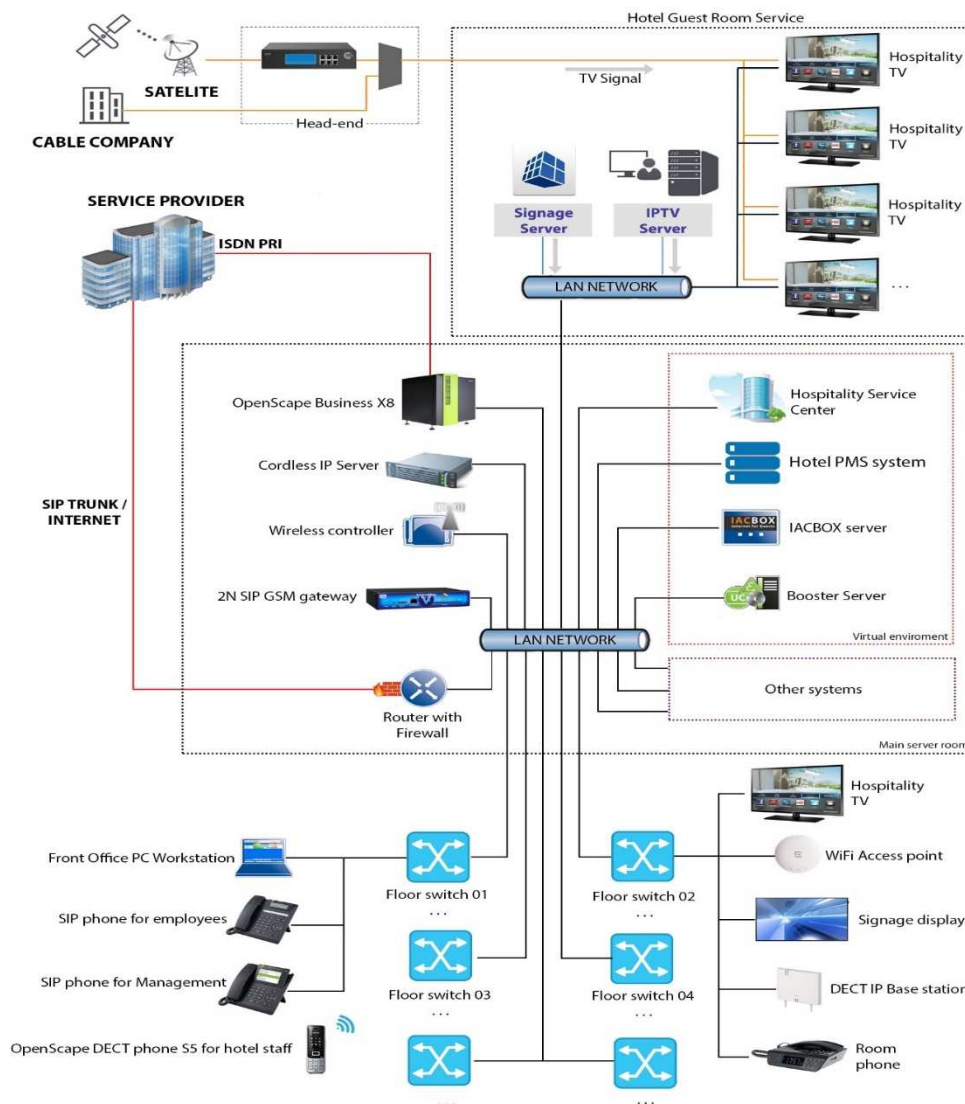 Hotel Guest Room Service
SATELITE
CABLE COMPANY
Head-end
TV Signal
Hospitality
TV
Hospitality
TV
Hospitality
TV
...
Signage
Server
IPTV
Server
LAN NETWORK
SERVICE PROVIDER
ISDN PRI
SIP TRUNK /
INTERNET
OpenScape Business X8
Cordless IP Server
Wireless controller
2N SIP GSM gateway
LAN NETWORK
Router with
Firewall
Hospitality Service
Center
Hotel PMS system
IACBOX
IACBOX server
UC
Booster Server
Virtual enviroment
Other systems
Main server room
Front Office PC Workstation
SIP phone for employees
SIP phone for Management
OpenScape DECT phone S5 for hotel staff
Floor switch 01
...
Floor switch 02
...
Floor switch 03
...
Floor switch 04
...
...
Hospitality
TV
WiFi Access point
Signage display
DECT IP Base station
Room
phone